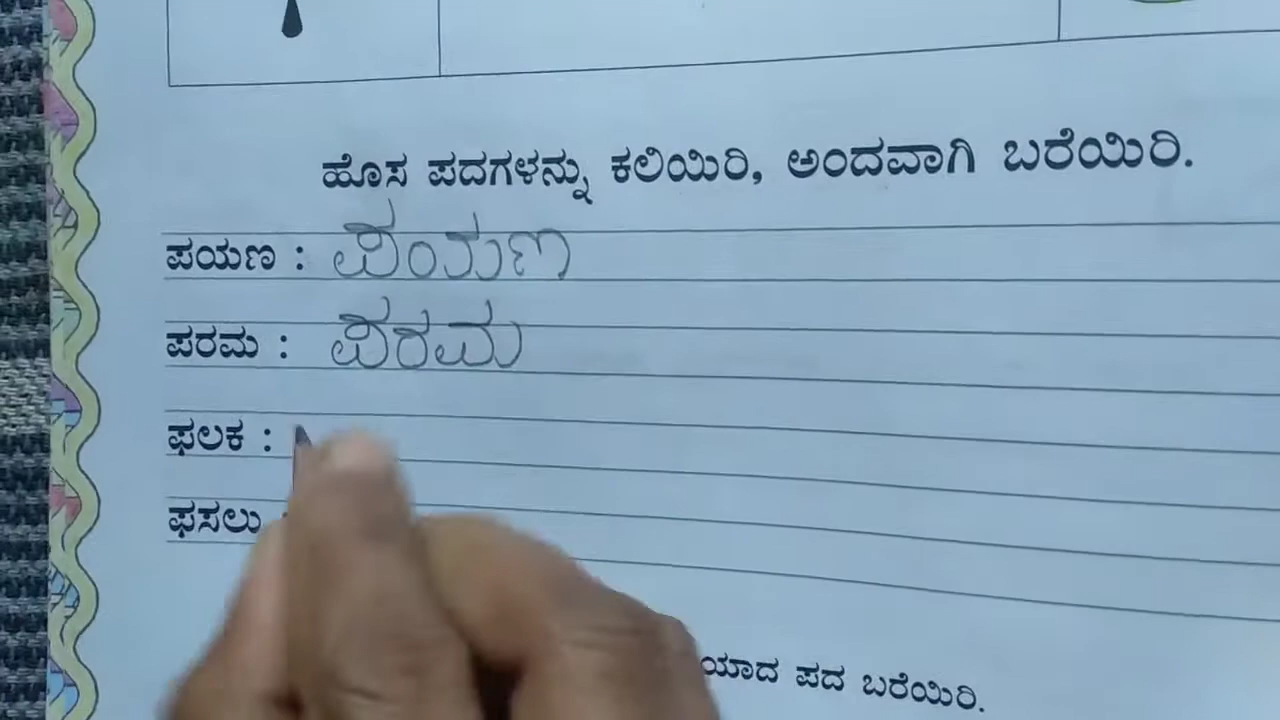 ಹೊಸ ಪದಗಳನ್ನು ಕಲಿಯಿರಿ, ಅಂದವಾಗಿ ಬರೆಯಿರಿ.
ಪಯಣ : ಪಯಣ
ಪರಮ : ಪರಮ
ಫಲಕ :
ಫಸಲು :
ಯಾದ ಪದ ಬರೆಯಿರಿ.